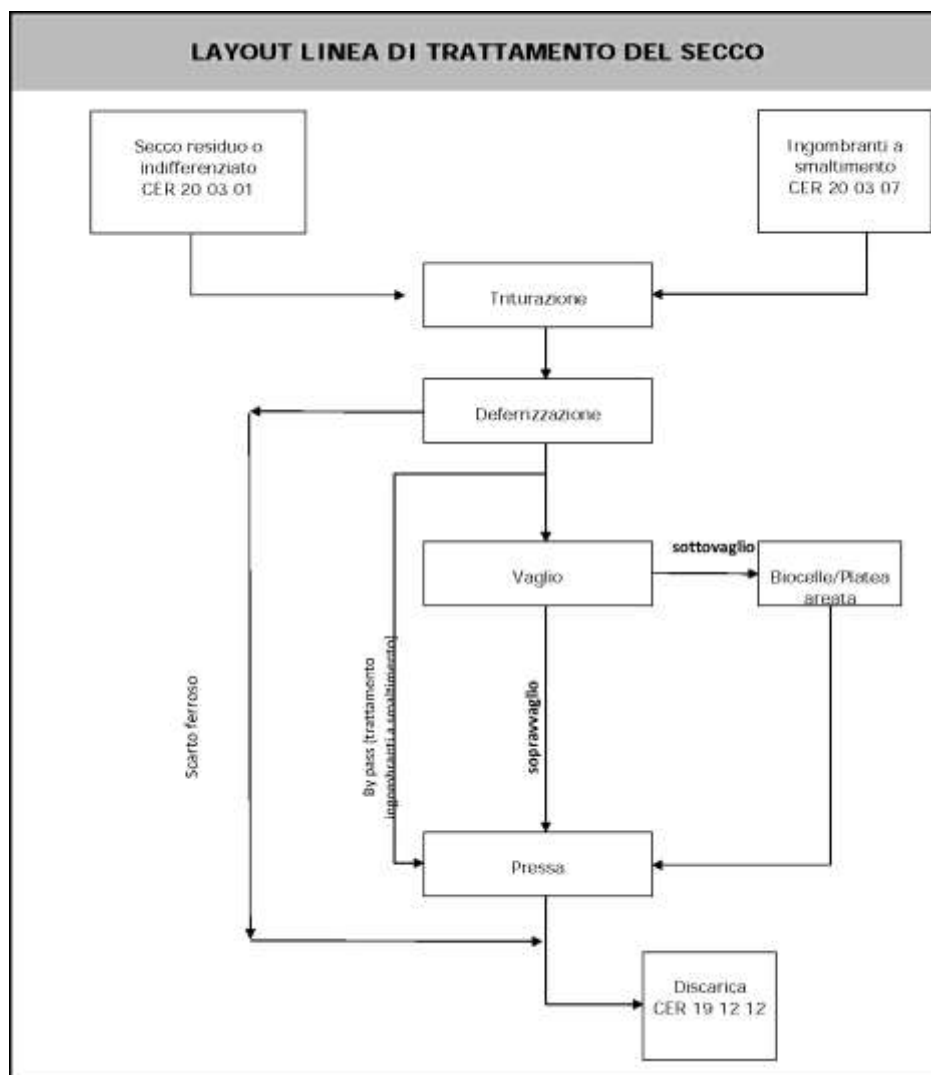 LAYOUT LINEA DI TRATTAMENTO DEL SECCO
Secco residuo o
indifferenziato
CER 20 03 01
Ingombranti a
smaltimento
CER 20 03 07
Triturazione
Deferrizzazione
sottovaglio
Vaglio
Biocelle/Platea
areata
Scarto ferroso
By pass (trattamento
ingombranti a smaltimento)
sopravvaglio
Pressa
Discarica
CER 19 12 12